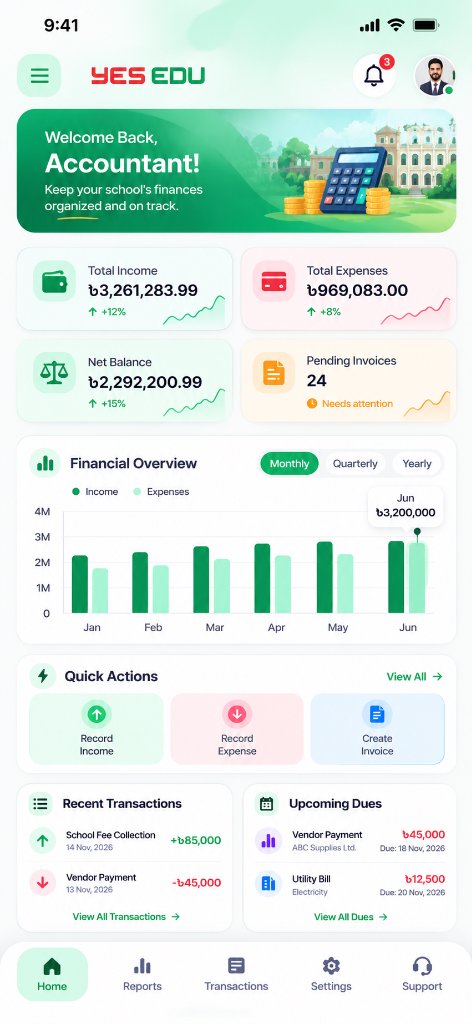 9:41
YES EDU
3
Welcome Back,
Accountant!
Keep your school's finances
organized and on track.
Total Income
৳3,261,283.99
+12%
Total Expenses
৳969,083.00
+8%
Net Balance
৳2,292,200.99
+15%
Pending Invoices
24
Needs attention
Financial Overview
Monthly
Quarterly
Yearly
Income
Expenses
Jun
৳3,200,000
4M
3M
2M
1M
0
Jan
Feb
Mar
Apr
May
Jun
Quick Actions
View All →
Record
Income
Record
Expense
Create
Invoice
Recent Transactions
School Fee Collection
+৳85,000
14 Nov, 2026
Vendor Payment
-৳45,000
13 Nov, 2026
View All Transactions →
Upcoming Dues
Vendor Payment
৳45,000
ABC Supplies Ltd.
Due: 18 Nov, 2026
Utility Bill
৳12,500
Electricity
Due: 20 Nov, 2026
View All Dues →
Home
Reports
Transactions
Settings
Support